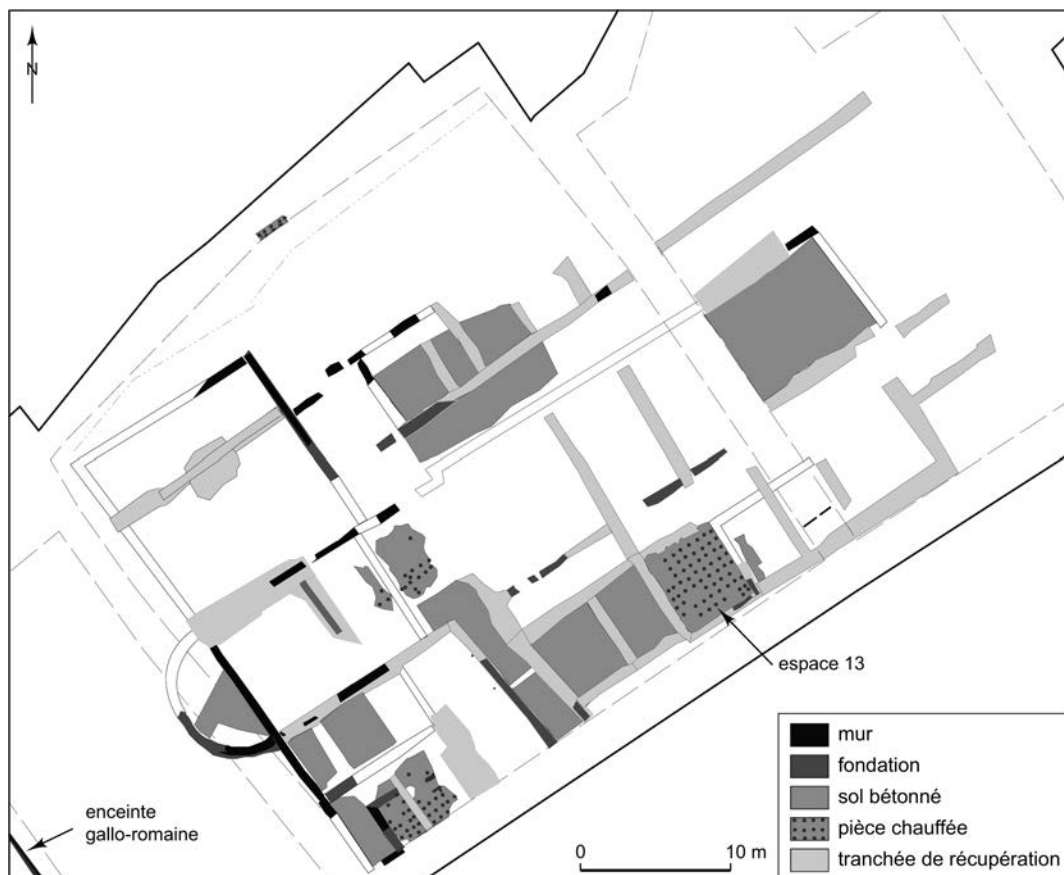 N
espace 13
enceinte
gallo-romaine
0 10 m
mur
fondation
sol bétonné
pièce chauffée
tranchée de récupération